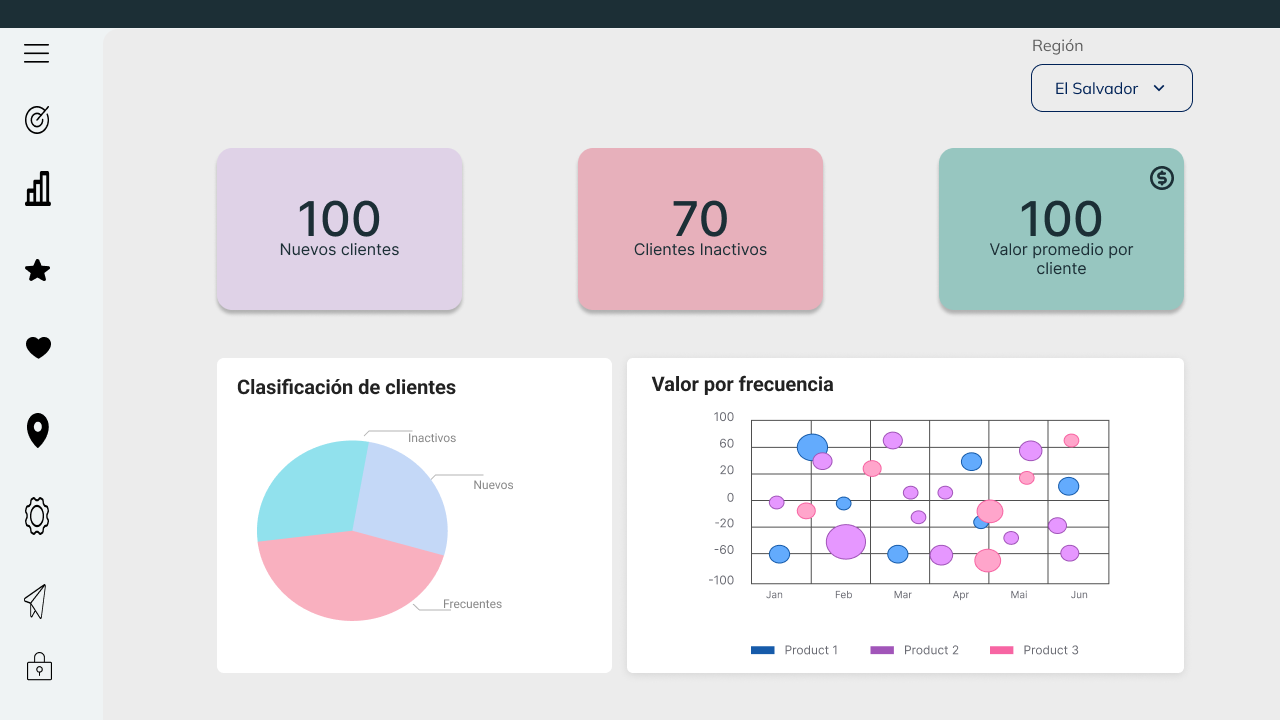 Región
El Salvador
100
Nuevos clientes
70
Clientes Inactivos
100
Valor promedio por
cliente
Clasificación de clientes
Inactivos
Nuevos
Frecuentes
Valor por frecuencia
100
60
20
0
-20
-60
-100
Jan Feb Mar Apr Mai Jun
Product 1 Product 2 Product 3